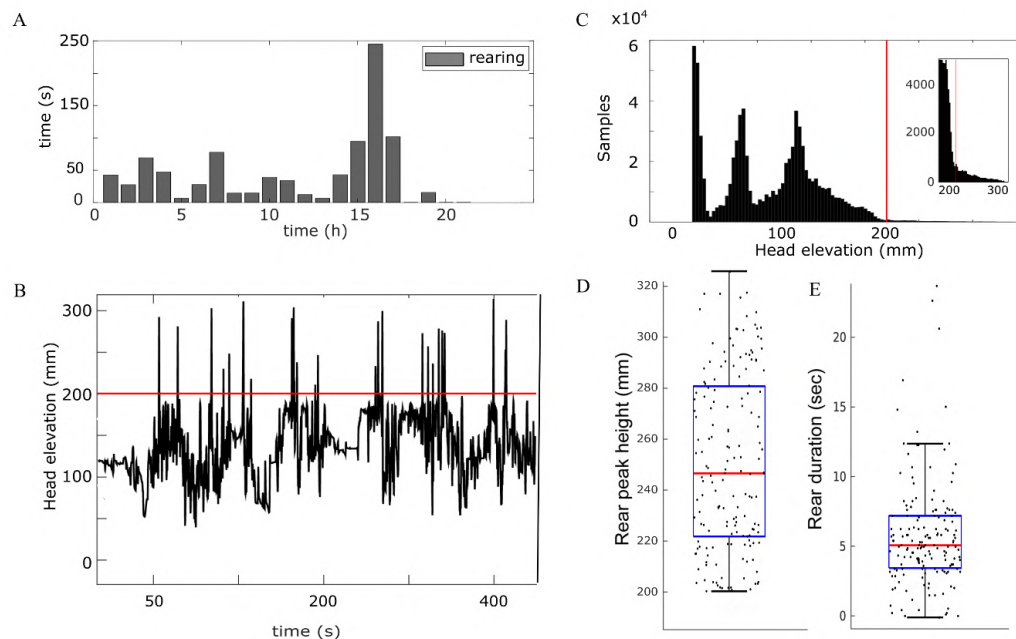 A
250
150
50
0
time (s)
rearing
0 5 10 15 20
time (h)
C
x10⁴
6
4
2
0
Samples
0 100 200
Head elevation (mm)
4000
2000
0
200 300
B
300
200
100
0
Head elevation (mm)
50 200 400
time (s)
D
320
300
280
260
240
220
200
Rear peak height (mm)
E
20
15
10
5
0
Rear duration (sec)